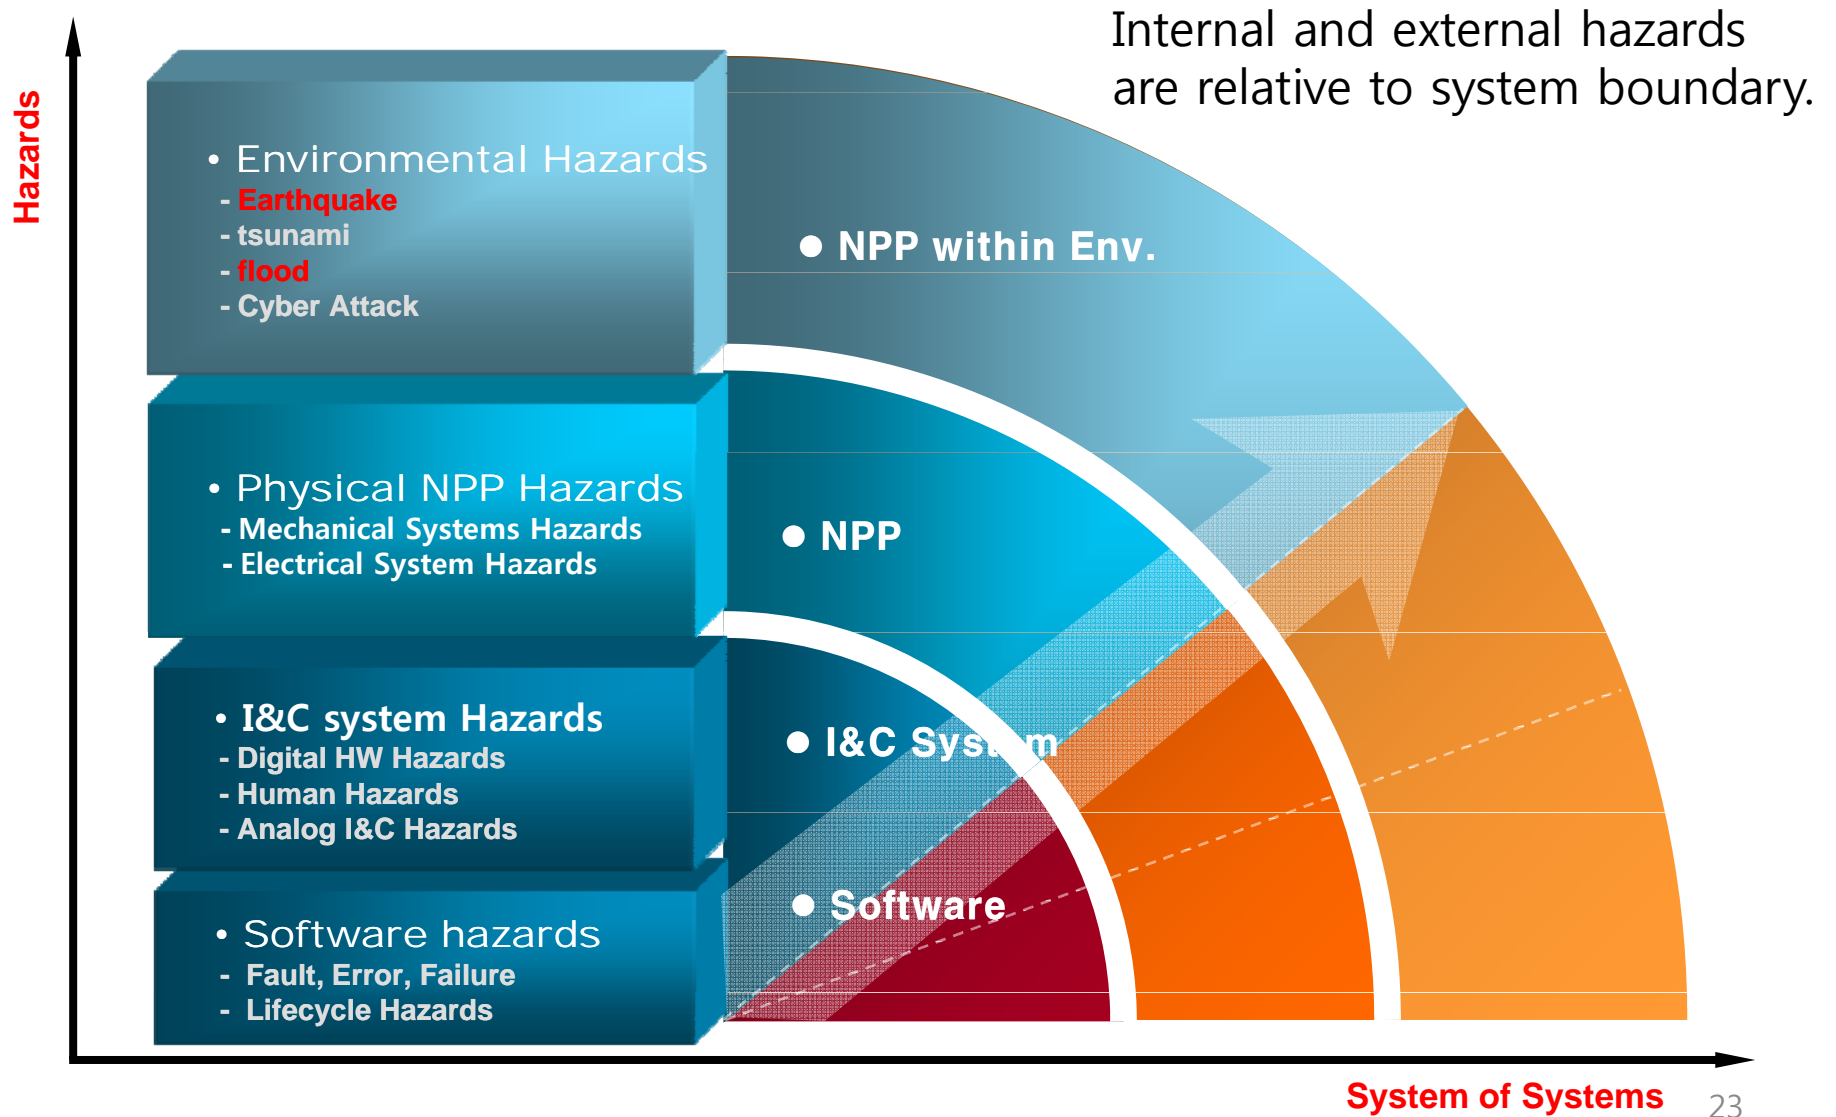 Internal and external hazards
are relative to system boundary.
Hazards
• Environmental Hazards
- Earthquake
- tsunami
- flood
- Cyber Attack
● NPP within Env.
• Physical NPP Hazards
- Mechanical Systems Hazards
- Electrical System Hazards
● NPP
• I&C system Hazards
- Digital HW Hazards
- Human Hazards
- Analog I&C Hazards
● I&C System
• Software hazards
- Fault, Error, Failure
- Lifecycle Hazards
● Software
System of Systems
23